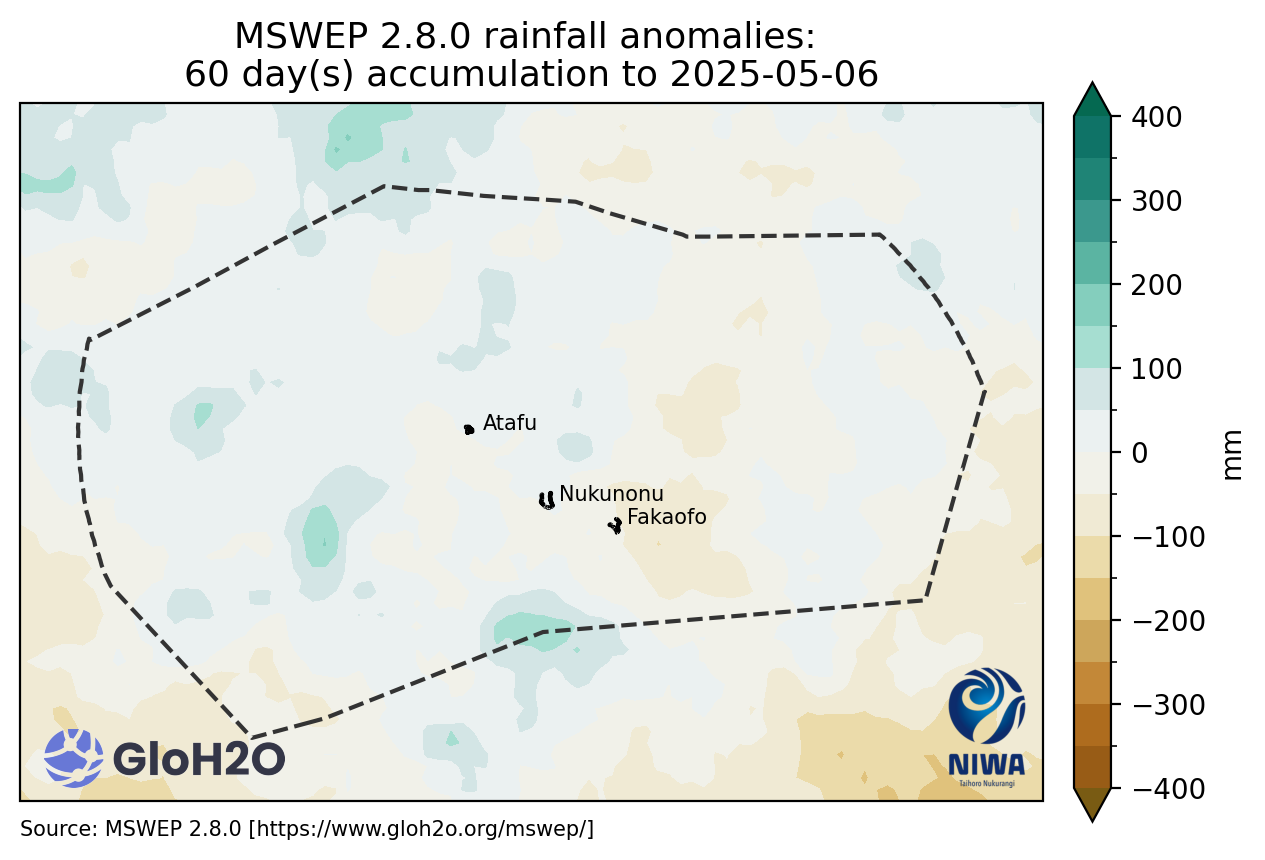 MSWEP 2.8.0 rainfall anomalies:
60 day(s) accumulation to 2025-05-06
400
300
200
100
0
−100
−200
−300
−400
mm
Atafu
Nukunonu
Fakaofo
GloH2O
NIWA
Taihoro Nukurangi
Source: MSWEP 2.8.0 [https://www.gloh2o.org/mswep/]